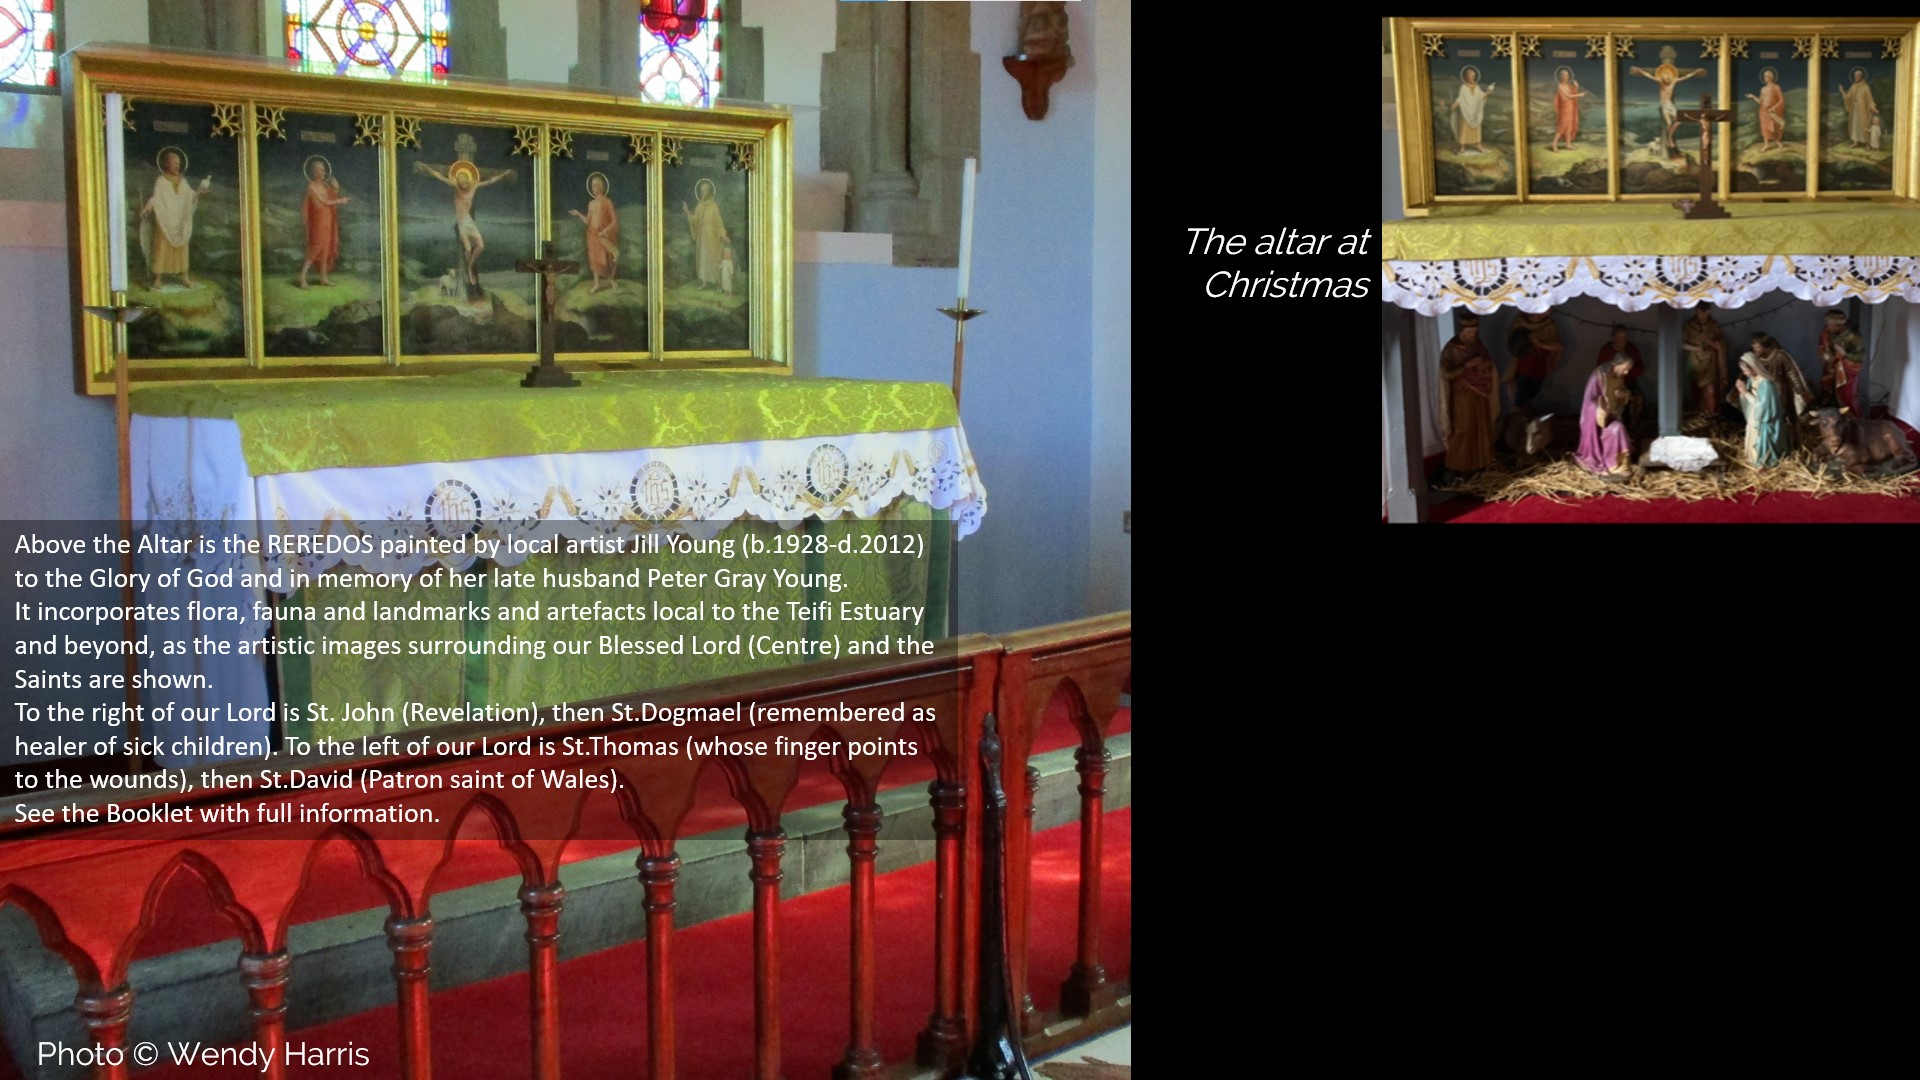 Above the Altar is the REREDOS painted by local artist Jill Young (b.1928-d.2012)
to the Glory of God and in memory of her late husband Peter Gray Young.
It incorporates flora, fauna and landmarks and artefacts local to the Teifi Estuary
and beyond, as the artistic images surrounding our Blessed Lord (Centre) and the
Saints are shown.
To the right of our Lord is St. John (Revelation), then St.Dogmael (remembered as
healer of sick children). To the left of our Lord is St.Thomas (whose finger points
to the wounds), then St.David (Patron saint of Wales).
See the Booklet with full information.
Photo © Wendy Harris
The altar at
Christmas